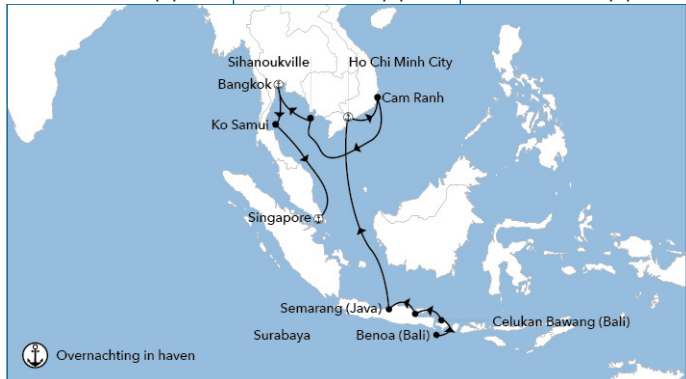 Sihanoukville
Ho Chi Minh City
Bangkok
Cam Ranh
Ko Samui
Singapore
Semarang (Java)
Celukan Bawang (Bali)
Surabaya
Benoa (Bali)
Overnachting in haven